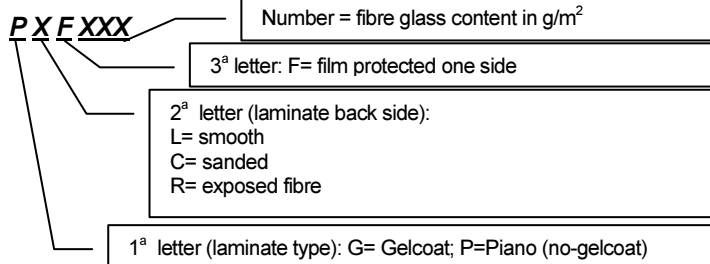 Number = fibre glass content in g/m²
P X F XXX
3ª letter: F= film protected one side
2ª letter (laminate back side):
L= smooth
C= sanded
R= exposed fibre
1ª letter (laminate type): G= Gelcoat; P=Piano (no-gelcoat)